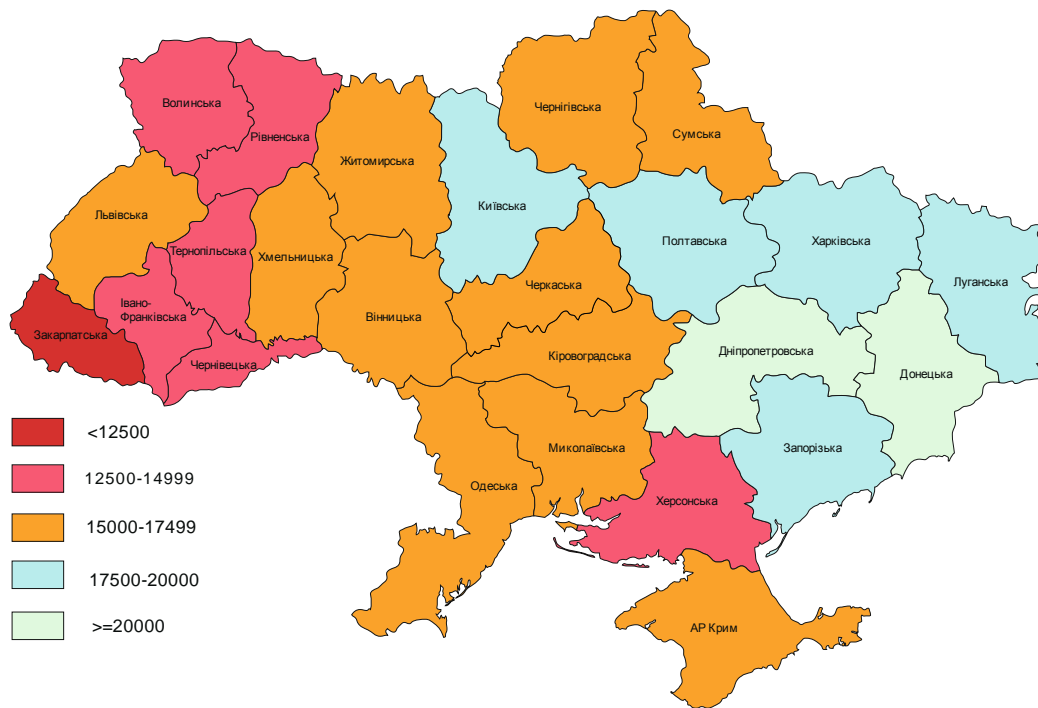 Волинська
Рівненська
Чернігівська
Сумська
Житомирська
Київська
Львівська
Тернопільська
Хмельницька
Полтавська
Харківська
Луганська
Черкаська
Івано-
Франківська
Закарпатська
Вінницька
Чернівецька
Кіровоградська
Дніпропетровська
Донецька
Миколаївська
Запорізька
Одеська
Херсонська
АР Крим
<12500
12500-14999
15000-17499
17500-20000
>=20000